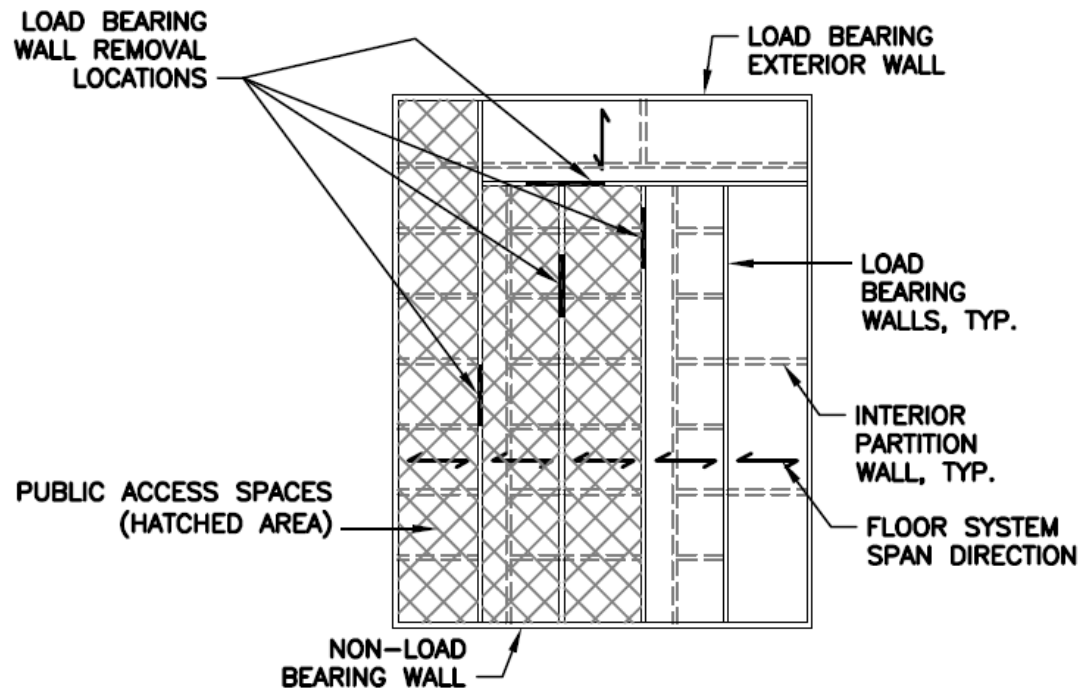 LOAD BEARING
WALL REMOVAL
LOCATIONS
LOAD BEARING
EXTERIOR WALL
LOAD
BEARING
WALLS, TYP.
INTERIOR
PARTITION
WALL, TYP.
PUBLIC ACCESS SPACES
(HATCHED AREA)
FLOOR SYSTEM
SPAN DIRECTION
NON-LOAD
BEARING WALL